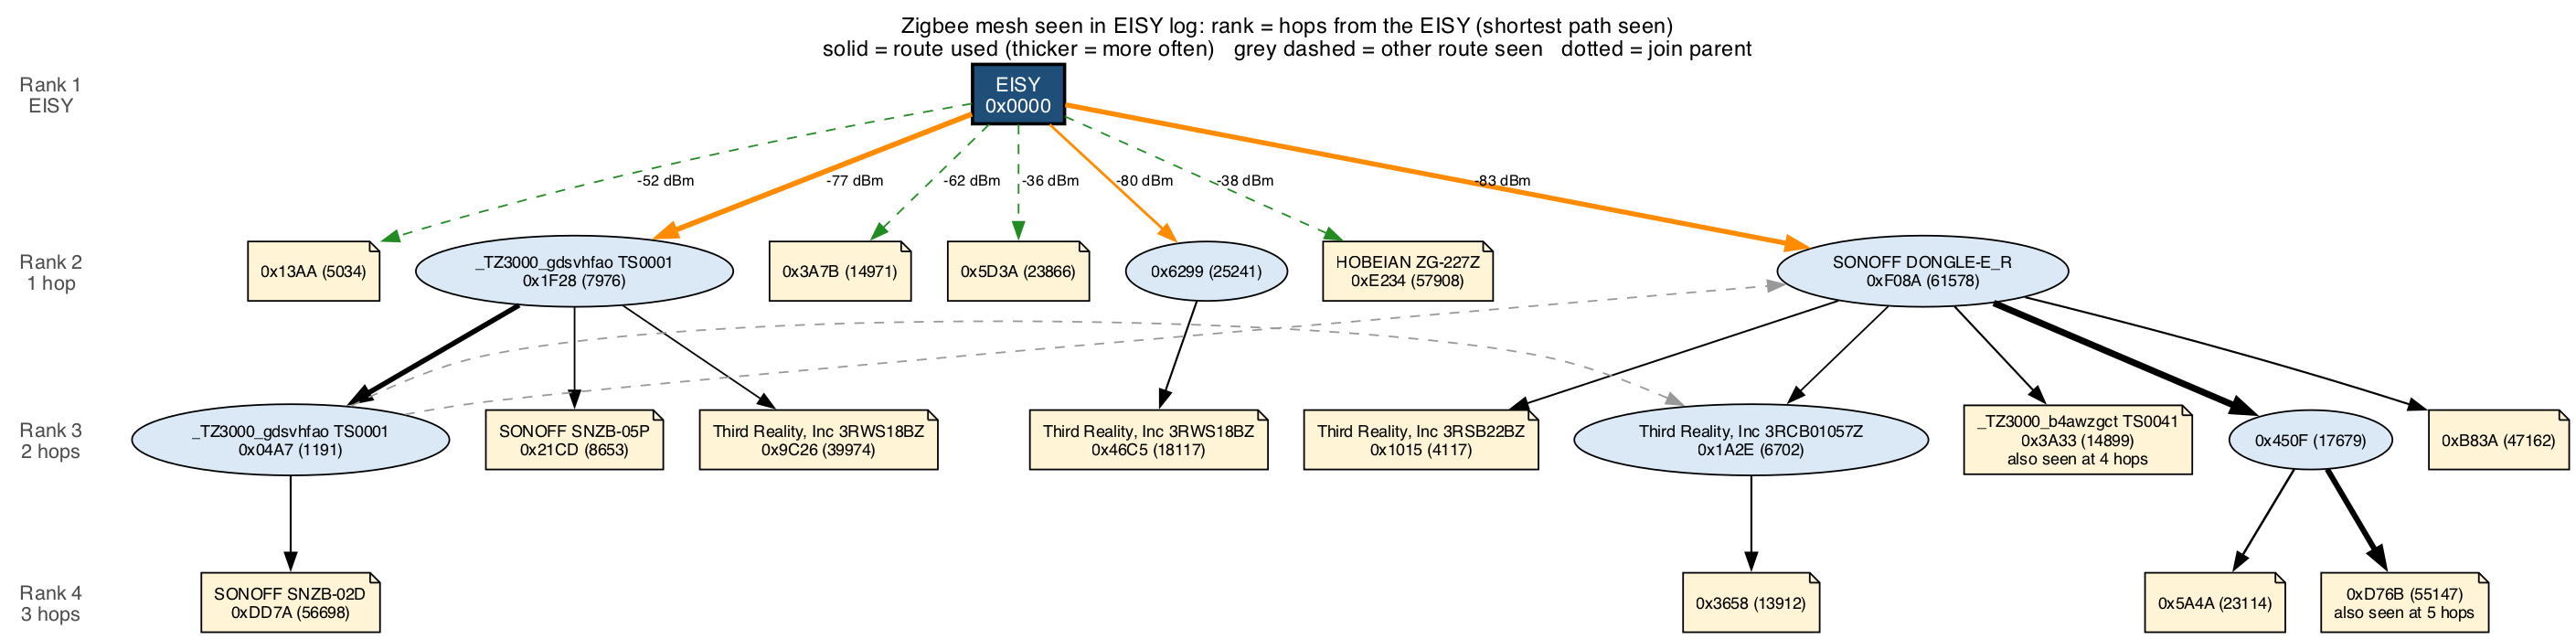 Zigbee mesh seen in EISY log: rank = hops from the EISY (shortest path seen)
solid = route used (thicker = more often)   grey dashed = other route seen   dotted = join parent
Rank 1
EISY
EISY
0x0000
-52 dBm
-77 dBm
-62 dBm
-36 dBm
-80 dBm
-38 dBm
-83 dBm
Rank 2
1 hop
0x13AA (5034)
_TZ3000_gdsvhfao TS0001
0x1F28 (7976)
0x3A7B (14971)
0x5D3A (23866)
0x6299 (25241)
HOBEIAN ZG-227Z
0xE234 (57908)
SONOFF DONGLE-E_R
0xF08A (61578)
Rank 3
2 hops
_TZ3000_gdsvhfao TS0001
0x04A7 (1191)
SONOFF SNZB-05P
0x21CD (8653)
Third Reality, Inc 3RWS18BZ
0x9C26 (39974)
Third Reality, Inc 3RWS18BZ
0x46C5 (18117)
Third Reality, Inc 3RSB22BZ
0x1015 (4117)
Third Reality, Inc 3RCB01057Z
0x1A2E (6702)
_TZ3000_b4awzgct TS0041
0x3A33 (14899)
also seen at 4 hops
0x450F (17679)
0xB83A (47162)
Rank 4
3 hops
SONOFF SNZB-02D
0xDD7A (56698)
0x3658 (13912)
0x5A4A (23114)
0xD76B (55147)
also seen at 5 hops